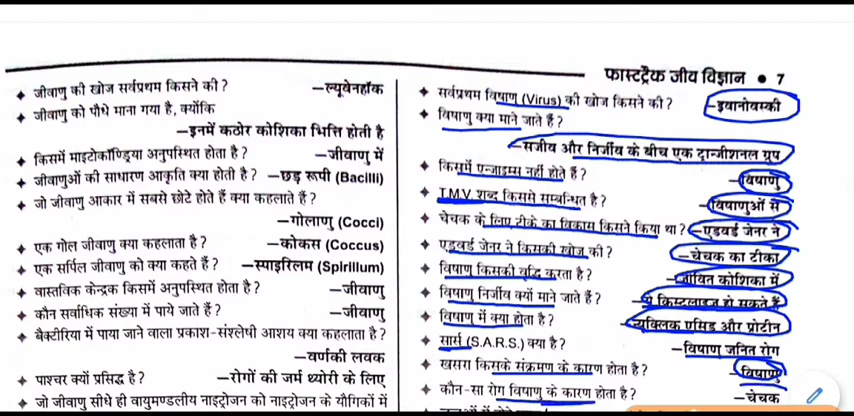 फास्टट्रैक जीव विज्ञान ● 7
जीवाणु की खोज सर्वप्रथम किसने की? —ल्यूवेनहॉक
जीवाणु को पौधे माना गया है, क्योंकि
—इनमें कठोर कोशिका भित्ति होती है
किसमें माइटोकॉण्ड्रिया अनुपस्थित होता है? —जीवाणु में
जीवाणुओं की साधारण आकृति क्या होती है? —छड़ रूपी (Bacilli)
जो जीवाणु आकार में सबसे छोटे होते हैं क्या कहलाते हैं?
—गोलाणु (Cocci)
एक गोल जीवाणु क्या कहलाता है? —कोकस (Coccus)
एक सर्पिल जीवाणु को क्या कहते हैं? —स्पाइरिलम (Spirillum)
वास्तविक केन्द्रक किसमें अनुपस्थित होता है? —जीवाणु
कौन सर्वाधिक संख्या में पाये जाते हैं? —जीवाणु
बैक्टीरिया में पाया जाने वाला प्रकाश-संश्लेषी आशय क्या कहलाता है?
—वर्णकी लवक
पाश्चर क्यों प्रसिद्ध है? —रोगों की जर्म थ्योरी के लिए
जो जीवाणु सीधे ही वायुमण्डलीय नाइट्रोजन को नाइट्रोजन के यौगिकों में
सर्वप्रथम विषाणु (Virus) की खोज किसने की? —इवानोवस्की
विषाणु क्या माने जाते हैं?
—सजीव और निर्जीव के बीच एक ट्रान्जीशनल ग्रुप
किसमें एन्जाइम्स नहीं होते हैं? —विषाणु
T.M.V. शब्द किससे सम्बन्धित है? —विषाणुओं से
चेचक के लिए टीके का विकास किसने किया था? —एडवर्ड जेनर ने
एडवर्ड जेनर ने किसकी खोज की? —चेचक का टीका
विषाणु किसकी वृद्धि करता है? —जीवित कोशिका में
विषाणु निर्जीव क्यों माने जाते हैं? —ये क्रिस्टलाइज हो सकते हैं
विषाणु में क्या होता है? —न्यूक्लिक एसिड और प्रोटीन
सार्स (S.A.R.S.) क्या है? —विषाणु जनित रोग
खसरा किसके संक्रमण के कारण होता है? —विषाणु
कौन-सा रोग विषाणु के कारण होता है? —चेचक